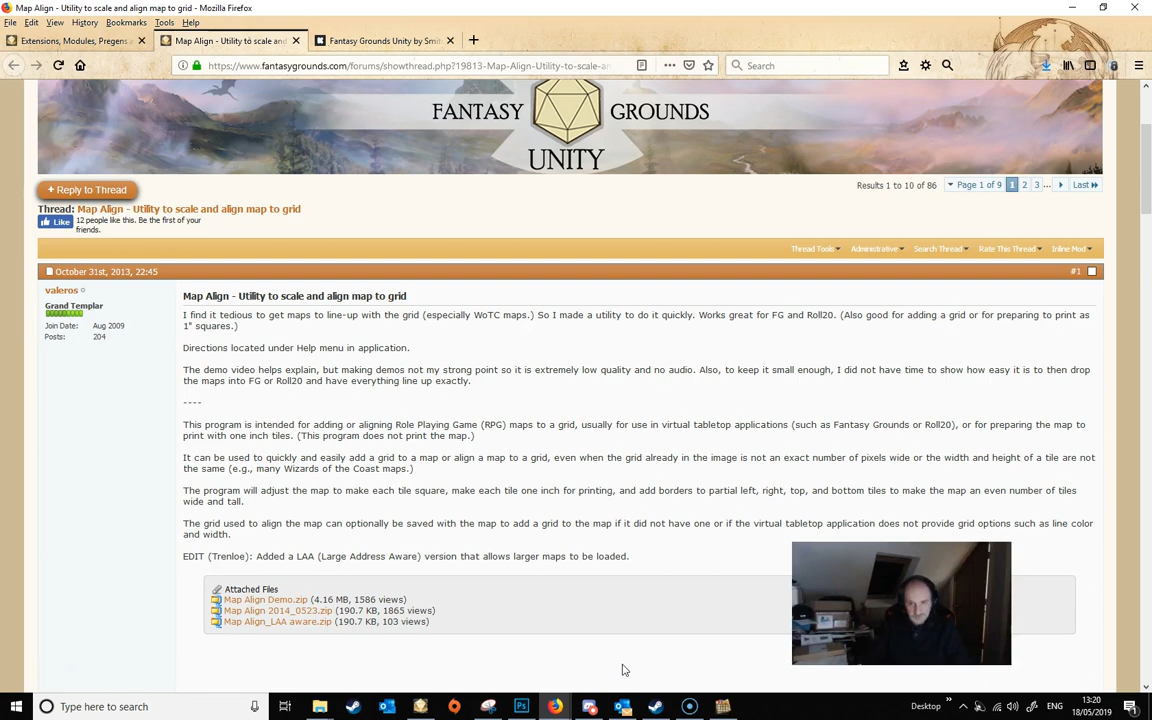 Map Align - Utility to scale and align map to grid - Mozilla Firefox
File Edit View History Bookmarks Tools Help
Extensions, Modules, Pregens a
Map Align - Utility to scale and
Fantasy Grounds Unity by Smit
https://www.fantasygrounds.com/forums/showthread.php?19813-Map-Align-Utility-to-scale-an
Search
FANTASY GROUNDS
UNITY
+ Reply to Thread
Results 1 to 10 of 86
Page 1 of 9 1 2 3 ... Last
Thread: Map Align - Utility to scale and align map to grid
Like 12 people like this. Be the first of your
friends.
Thread Tools Administrative Search Thread Rate This Thread Inline Mod
October 31st, 2013, 22:45 #1
valeros
Grand Templar
Join Date: Aug 2009
Posts: 204
Map Align - Utility to scale and align map to grid
I find it tedious to get maps to line-up with the grid (especially WoTC maps.) So I made a utility to do it quickly. Works great for FG and Roll20. (Also good for adding a grid or for preparing to print as
1" squares.)
Directions located under Help menu in application.
The demo video helps explain, but making demos not my strong point so it is extremely low quality and no audio. Also, to keep it small enough, I did not have time to show how easy it is to then drop
the maps into FG or Roll20 and have everything line up exactly.
----
This program is intended for adding or aligning Role Playing Game (RPG) maps to a grid, usually for use in virtual tabletop applications (such as Fantasy Grounds or Roll20), or for preparing the map to
print with one inch tiles. (This program does not print the map.)
It can be used to quickly and easily add a grid to a map or align a map to a grid, even when the grid already in the image is not an exact number of pixels wide or the width and height of a tile are not
the same (e.g., many Wizards of the Coast maps.)
The program will adjust the map to make each tile square, make each tile one inch for printing, and add borders to partial left, right, top, and bottom tiles to make the map an even number of tiles
wide and tall.
The grid used to align the map can optionally be saved with the map to add a grid to the map if it did not have one or if the virtual tabletop application does not provide grid options such as line color
and width.
EDIT (Trenloe): Added a LAA (Large Address Aware) version that allows larger maps to be loaded.
Attached Files
Map Align Demo.zip (4.16 MB, 1586 views)
Map Align 2014_0523.zip (190.7 KB, 1865 views)
Map Align_LAA aware.zip (190.7 KB, 103 views)
Type here to search
Ps
Desktop
ENG
13:20
18/05/2019